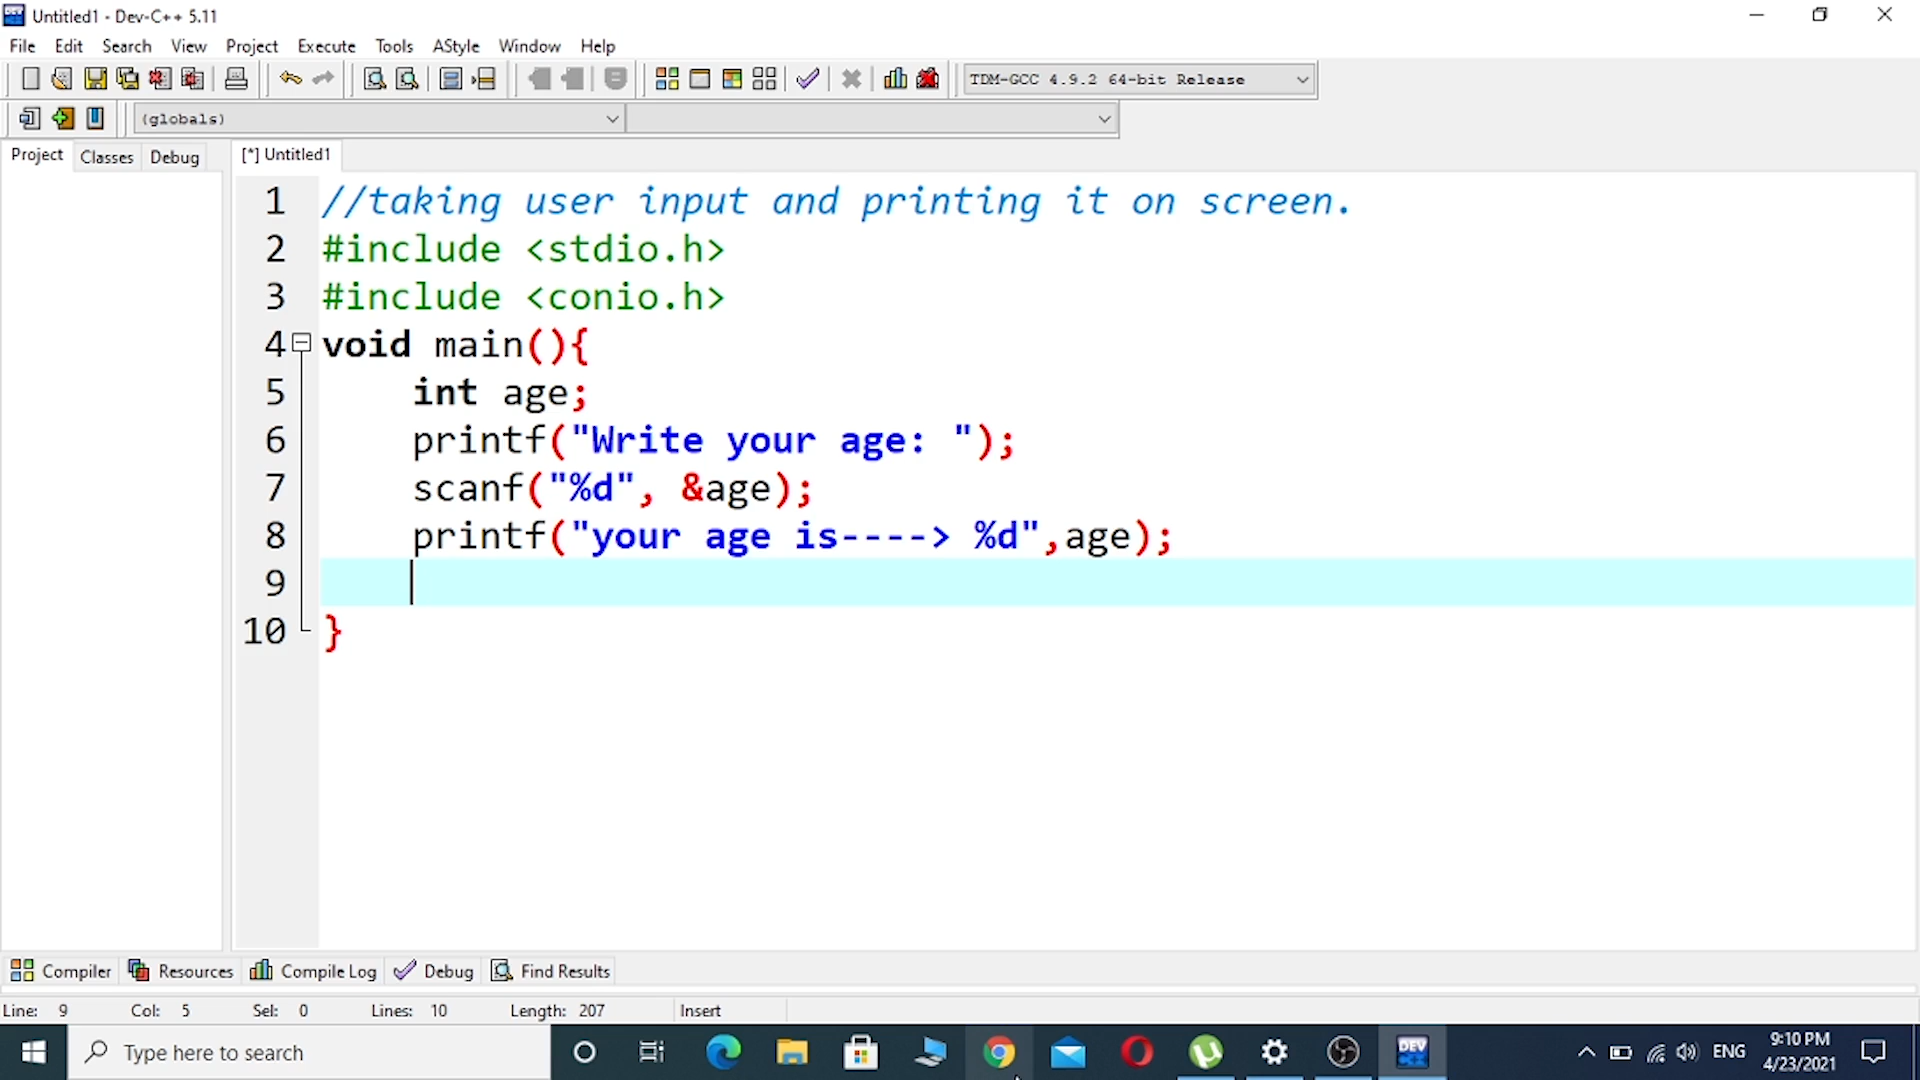 Untitled1 - Dev-C++ 5.11
File Edit Search View Project Execute Tools AStyle Window Help
TDM-GCC 4.9.2 64-bit Release
(globals)
Project Classes Debug [*] Untitled1
1 //taking user input and printing it on screen.
2 #include <stdio.h>
3 #include <conio.h>
4 void main(){
5 int age;
6 printf("Write your age: ");
7 scanf("%d", &age);
8 printf("your age is----> %d",age);
9
10 }
Compiler Resources Compile Log Debug Find Results
Line: 9 Col: 5 Sel: 0 Lines: 10 Length: 207 Insert
Type here to search
DEV
ENG
9:10 PM
4/23/2021